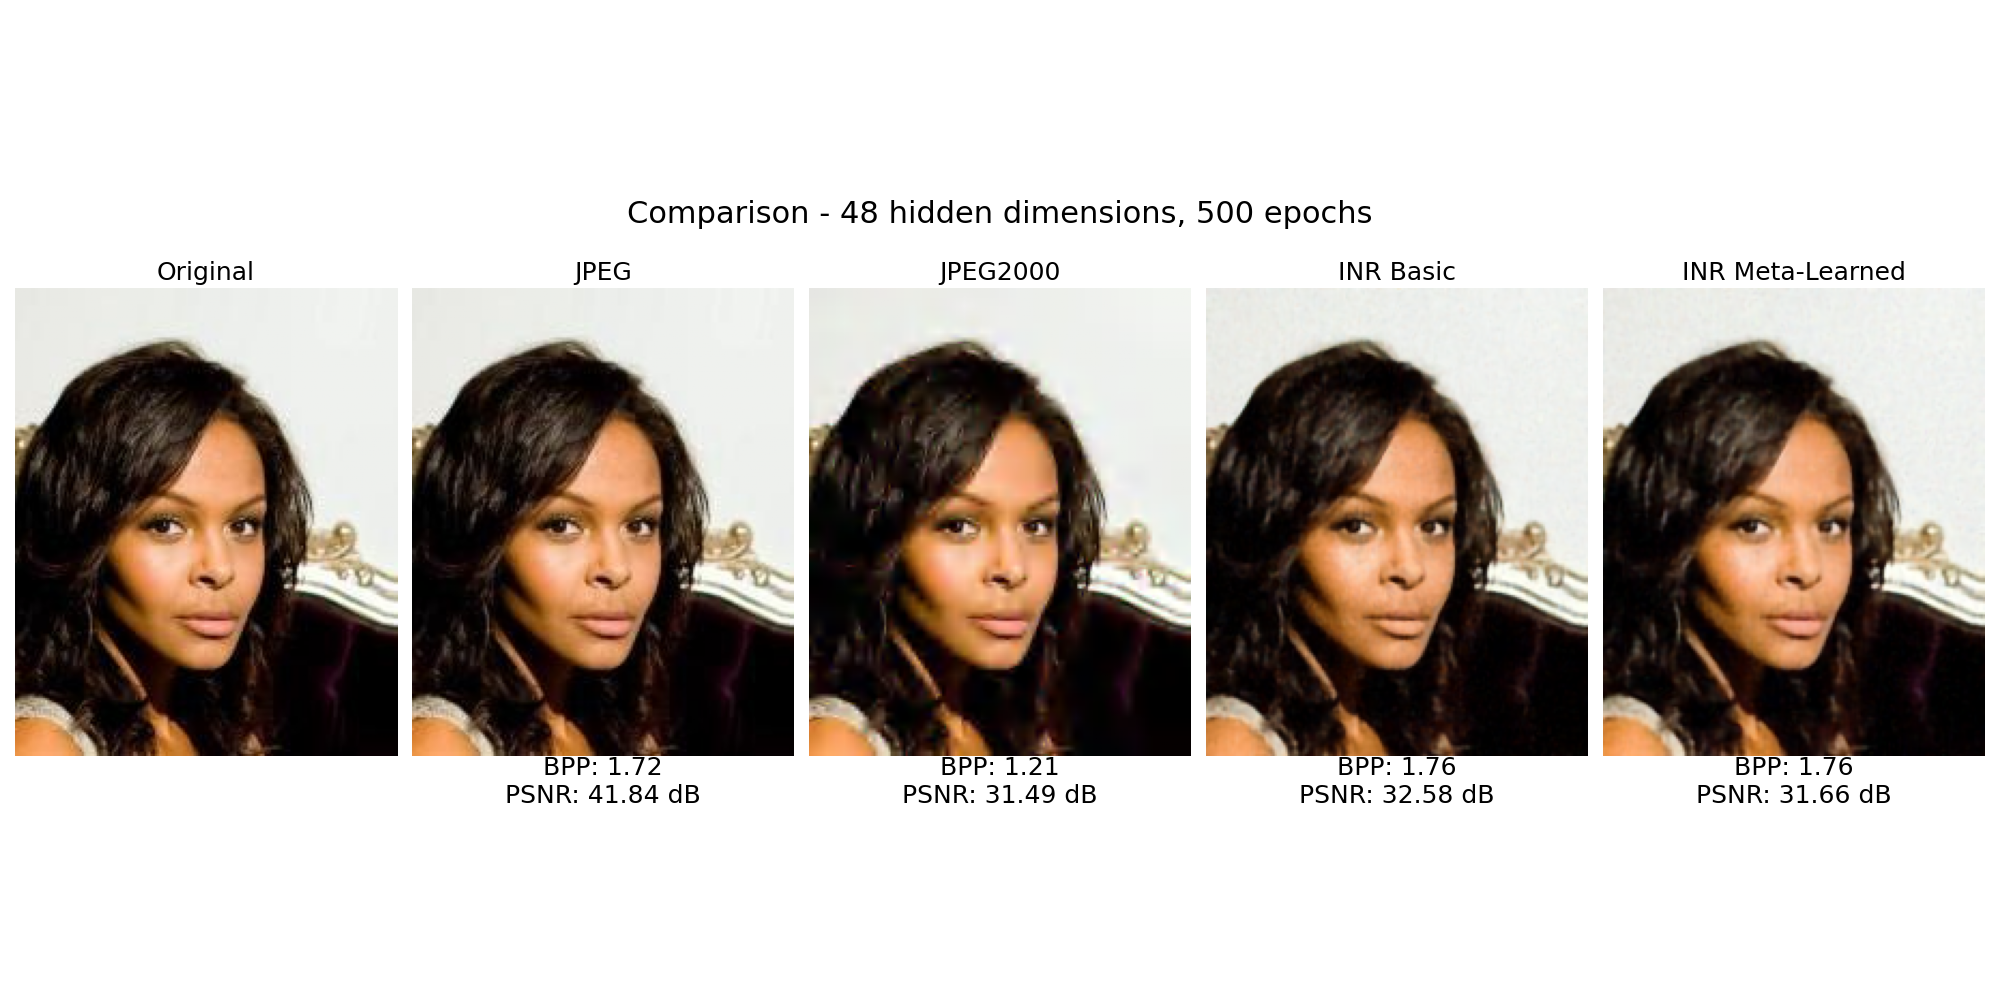 Comparison - 48 hidden dimensions, 500 epochs
Original
JPEG
JPEG2000
INR Basic
INR Meta-Learned
BPP: 1.72
PSNR: 41.84 dB
BPP: 1.21
PSNR: 31.49 dB
BPP: 1.76
PSNR: 32.58 dB
BPP: 1.76
PSNR: 31.66 dB